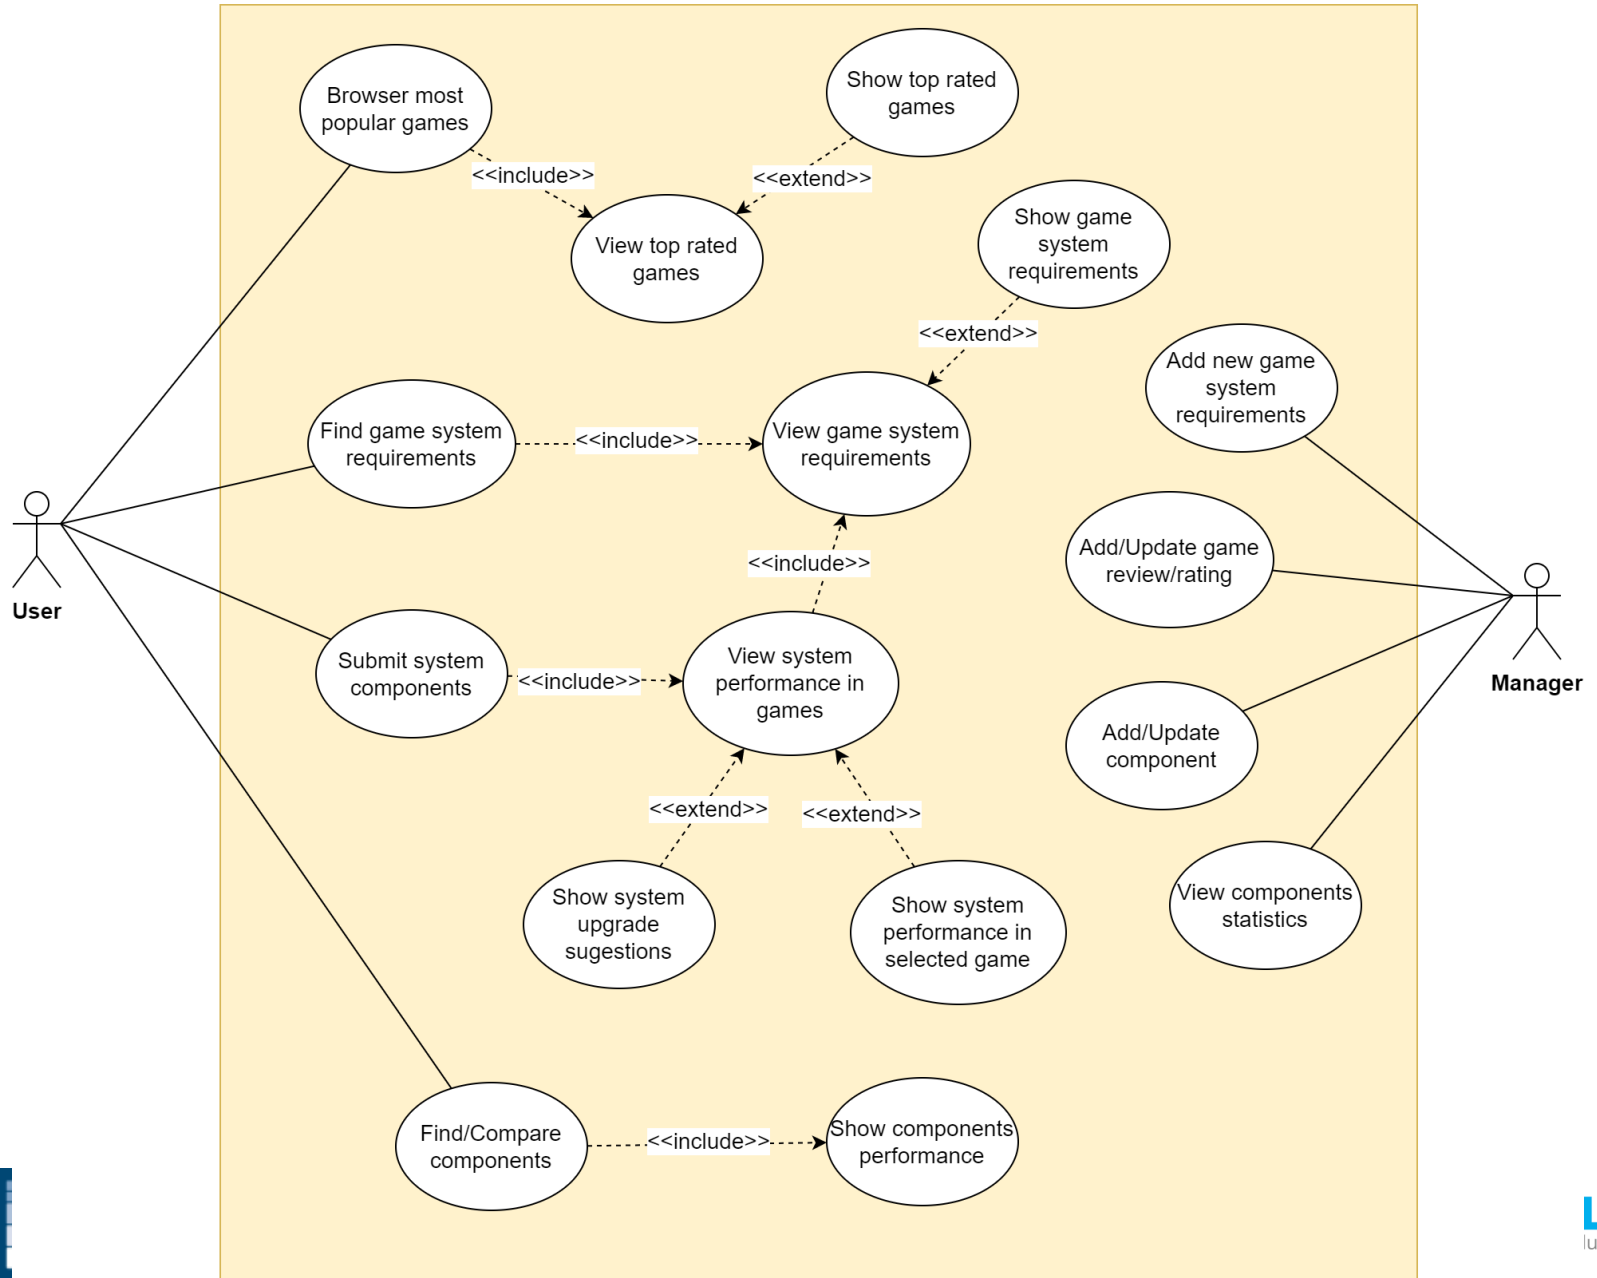 Browser most
popular games
Show top rated
games
<<include>>
<<extend>>
View top rated
games
Show game
system
requirements
<<extend>>
Add new game
system
requirements
Find game system
requirements
<<include>>
View game system
requirements
User
<<include>>
Add/Update game
review/rating
Manager
Submit system
components
<<include>>
View system
performance in
games
Add/Update
component
<<extend>>
<<extend>>
Show system
upgrade
sugestions
Show system
performance in
selected game
View components
statistics
Find/Compare
components
<<include>>
Show components
performance